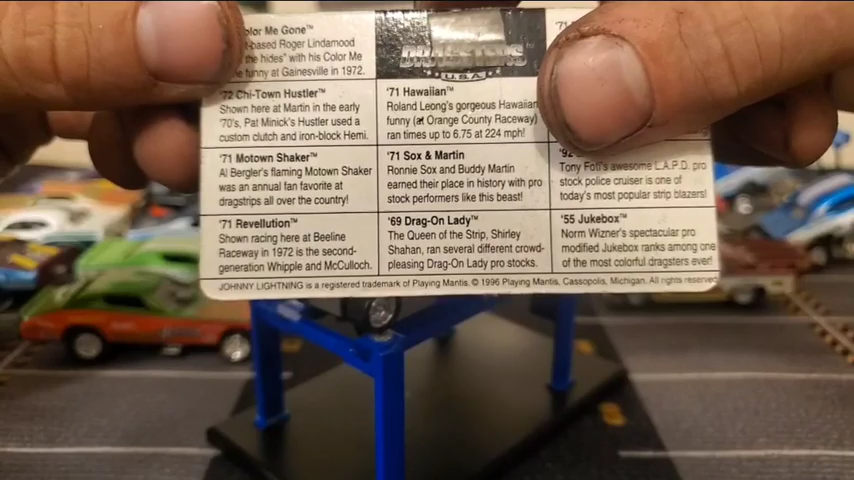 olor Me Gone"
t-based Roger Lindamood
the hides" with his Color Me
funny at Gainesville in 1972.
DRAGSTERS
U.S.A.
'71
'72 Chi-Town Hustler™
Shown here at Martin in the early
'70's, Pat Minick's Hustler used a
custom clutch and iron-block Hemi.
'71 Hawaiian™
Roland Leong's gorgeous Hawaiian
funny (at Orange County Raceway)
ran times up to 6.75 at 224 mph!
'71 Motown Shaker™
Al Bergler's flaming Motown Shaker
was an annual fan favorite at
dragstrips all over the country!
'71 Sox & Martin
Ronnie Sox and Buddy Martin
earned their place in history with pro
stock performers like this beast!
'92
Tony Foti's awesome L.A.P.D. pro
stock police cruiser is one of
today's most popular strip blazers!
'71 Revellution™
Shown racing here at Beeline
Raceway in 1972 is the second-
generation Whipple and McCulloch.
'69 Drag-On Lady™
The Queen of the Strip, Shirley
Shahan, ran several different crowd-
pleasing Drag-On Lady pro stocks.
'55 Jukebox™
Norm Wizner's spectacular pro
modified Jukebox ranks among one
of the most colorful dragsters ever!
JOHNNY LIGHTNING is a registered trademark of Playing Mantis. © 1996 Playing Mantis, Cassopolis, Michigan. All rights reserved